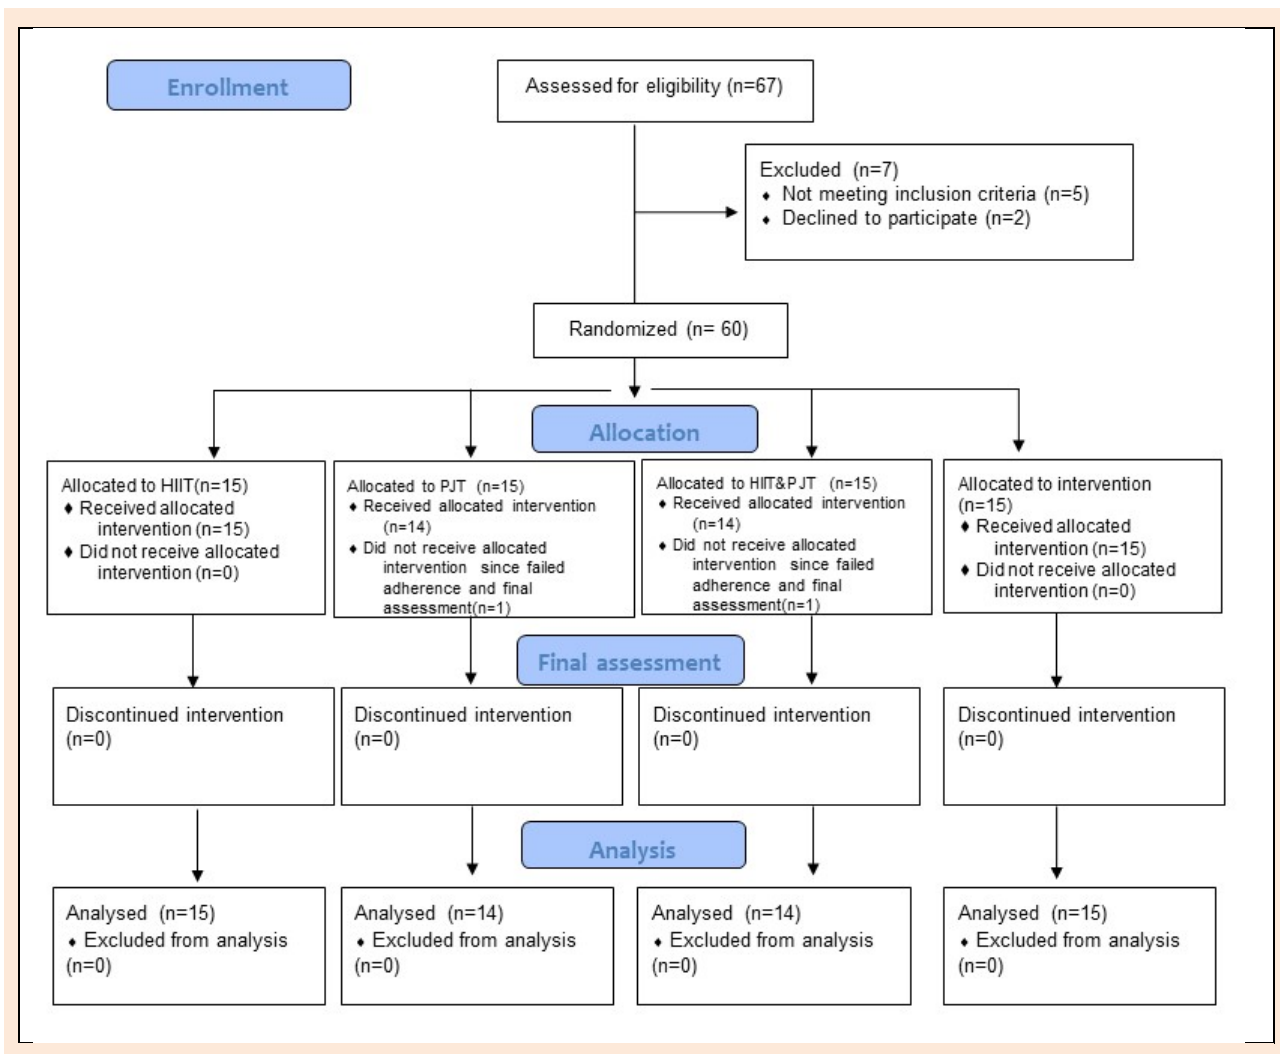 Enrollment
Assessed for eligibility (n=67)
Excluded (n=7)
♦ Not meeting inclusion criteria (n=5)
♦ Declined to participate (n=2)
Randomized (n= 60)
Allocation
Allocated to HIIT(n=15)
♦ Received allocated
intervention (n=15)
♦ Did not receive allocated
intervention (n=0)
Allocated to PJT (n=15)
♦ Received allocated intervention
(n=14)
♦ Did not receive allocated
intervention since failed
adherence and final
assessment(n=1)
Allocated to HIIT&PJT (n=15)
♦ Received allocated intervention
(n=14)
♦ Did not receive allocated
intervention since failed
adherence and final
assessment(n=1)
Allocated to intervention
(n=15)
♦ Received allocated
intervention (n=15)
♦ Did not receive allocated
intervention (n=0)
Final assessment
Discontinued intervention
(n=0)
Discontinued intervention
(n=0)
Discontinued intervention
(n=0)
Discontinued intervention
(n=0)
Analysis
Analysed (n=15)
♦ Excluded from analysis
(n=0)
Analysed (n=14)
♦ Excluded from analysis
(n=0)
Analysed (n=14)
♦ Excluded from analysis
(n=0)
Analysed (n=15)
♦ Excluded from analysis
(n=0)